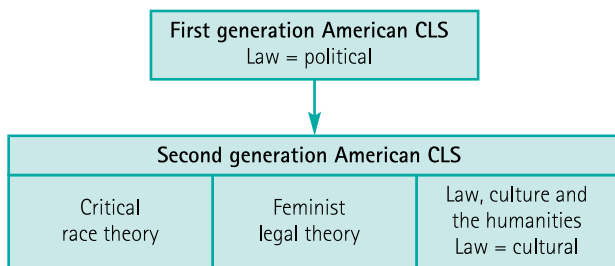 First generation American CLS
Law = political
Second generation American CLS
Critical
race theory
Feminist
legal theory
Law, culture and
the humanities
Law = cultural